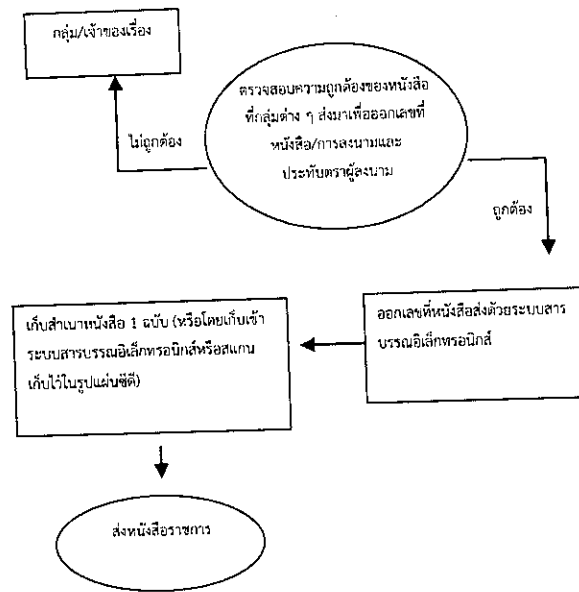 กลุ่ม/เจ้าของเรื่อง
ตรวจสอบความถูกต้องของหนังสือ
ที่กลุ่มต่าง ๆ ส่งมาเพื่อออกเลขที่
หนังสือ/การลงนามและ
ประทับตราผู้ลงนาม
ไม่ถูกต้อง
ถูกต้อง
ออกเลขที่หนังสือส่งด้วยระบบสาร
บรรณอิเล็กทรอนิกส์
เก็บสำเนาหนังสือ 1 ฉบับ (หรือโดยเก็บเข้า
ระบบสารบรรณอิเล็กทรอนิกส์หรือสแกน
เก็บไว้ในรูปแผ่นซีดี)
ส่งหนังสือราชการ